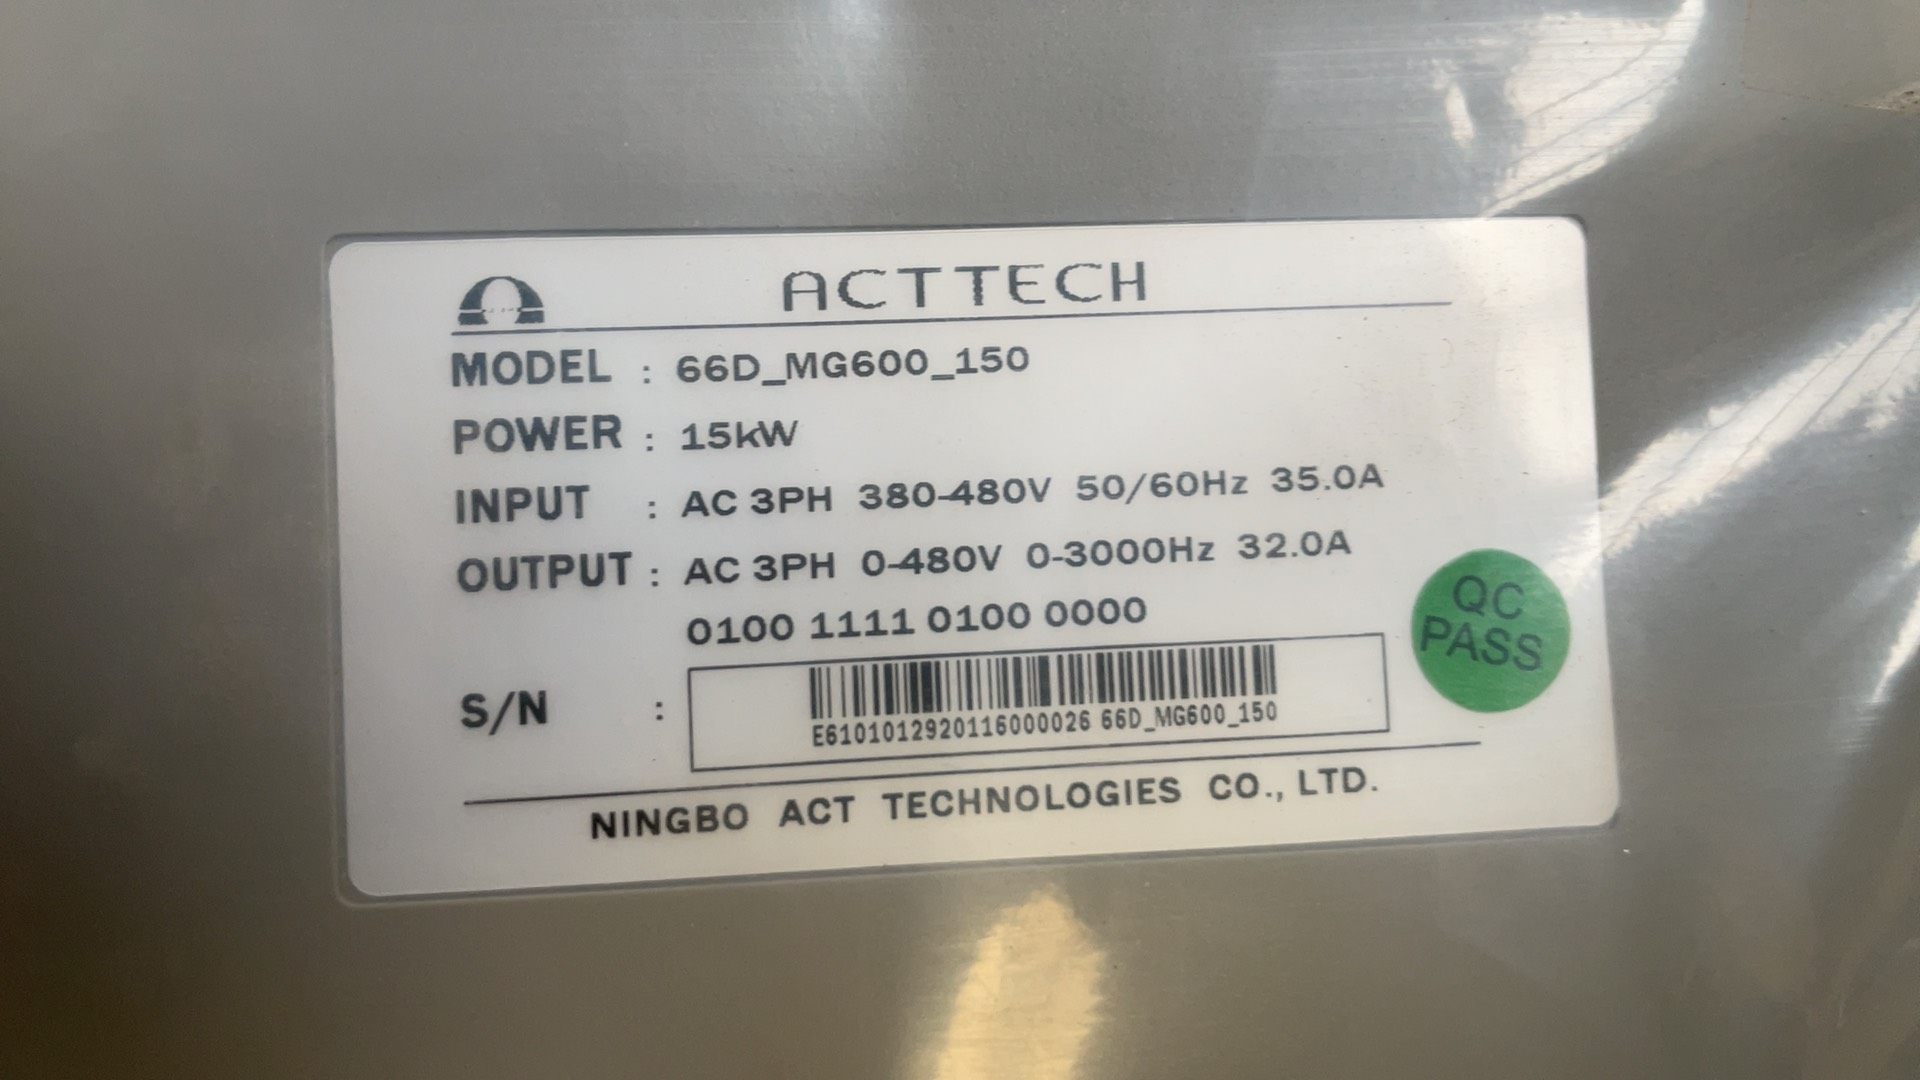 ACTTECH
MODEL : 66D_MG600_150
POWER : 15kW
INPUT : AC 3PH 380-480V 50/60Hz 35.0A
OUTPUT : AC 3PH 0-480V 0-3000Hz 32.0A
0100 1111 0100 0000
QC
PASS
S/N :
E6101012920116000026 66D_MG600_150
NINGBO ACT TECHNOLOGIES CO., LTD.